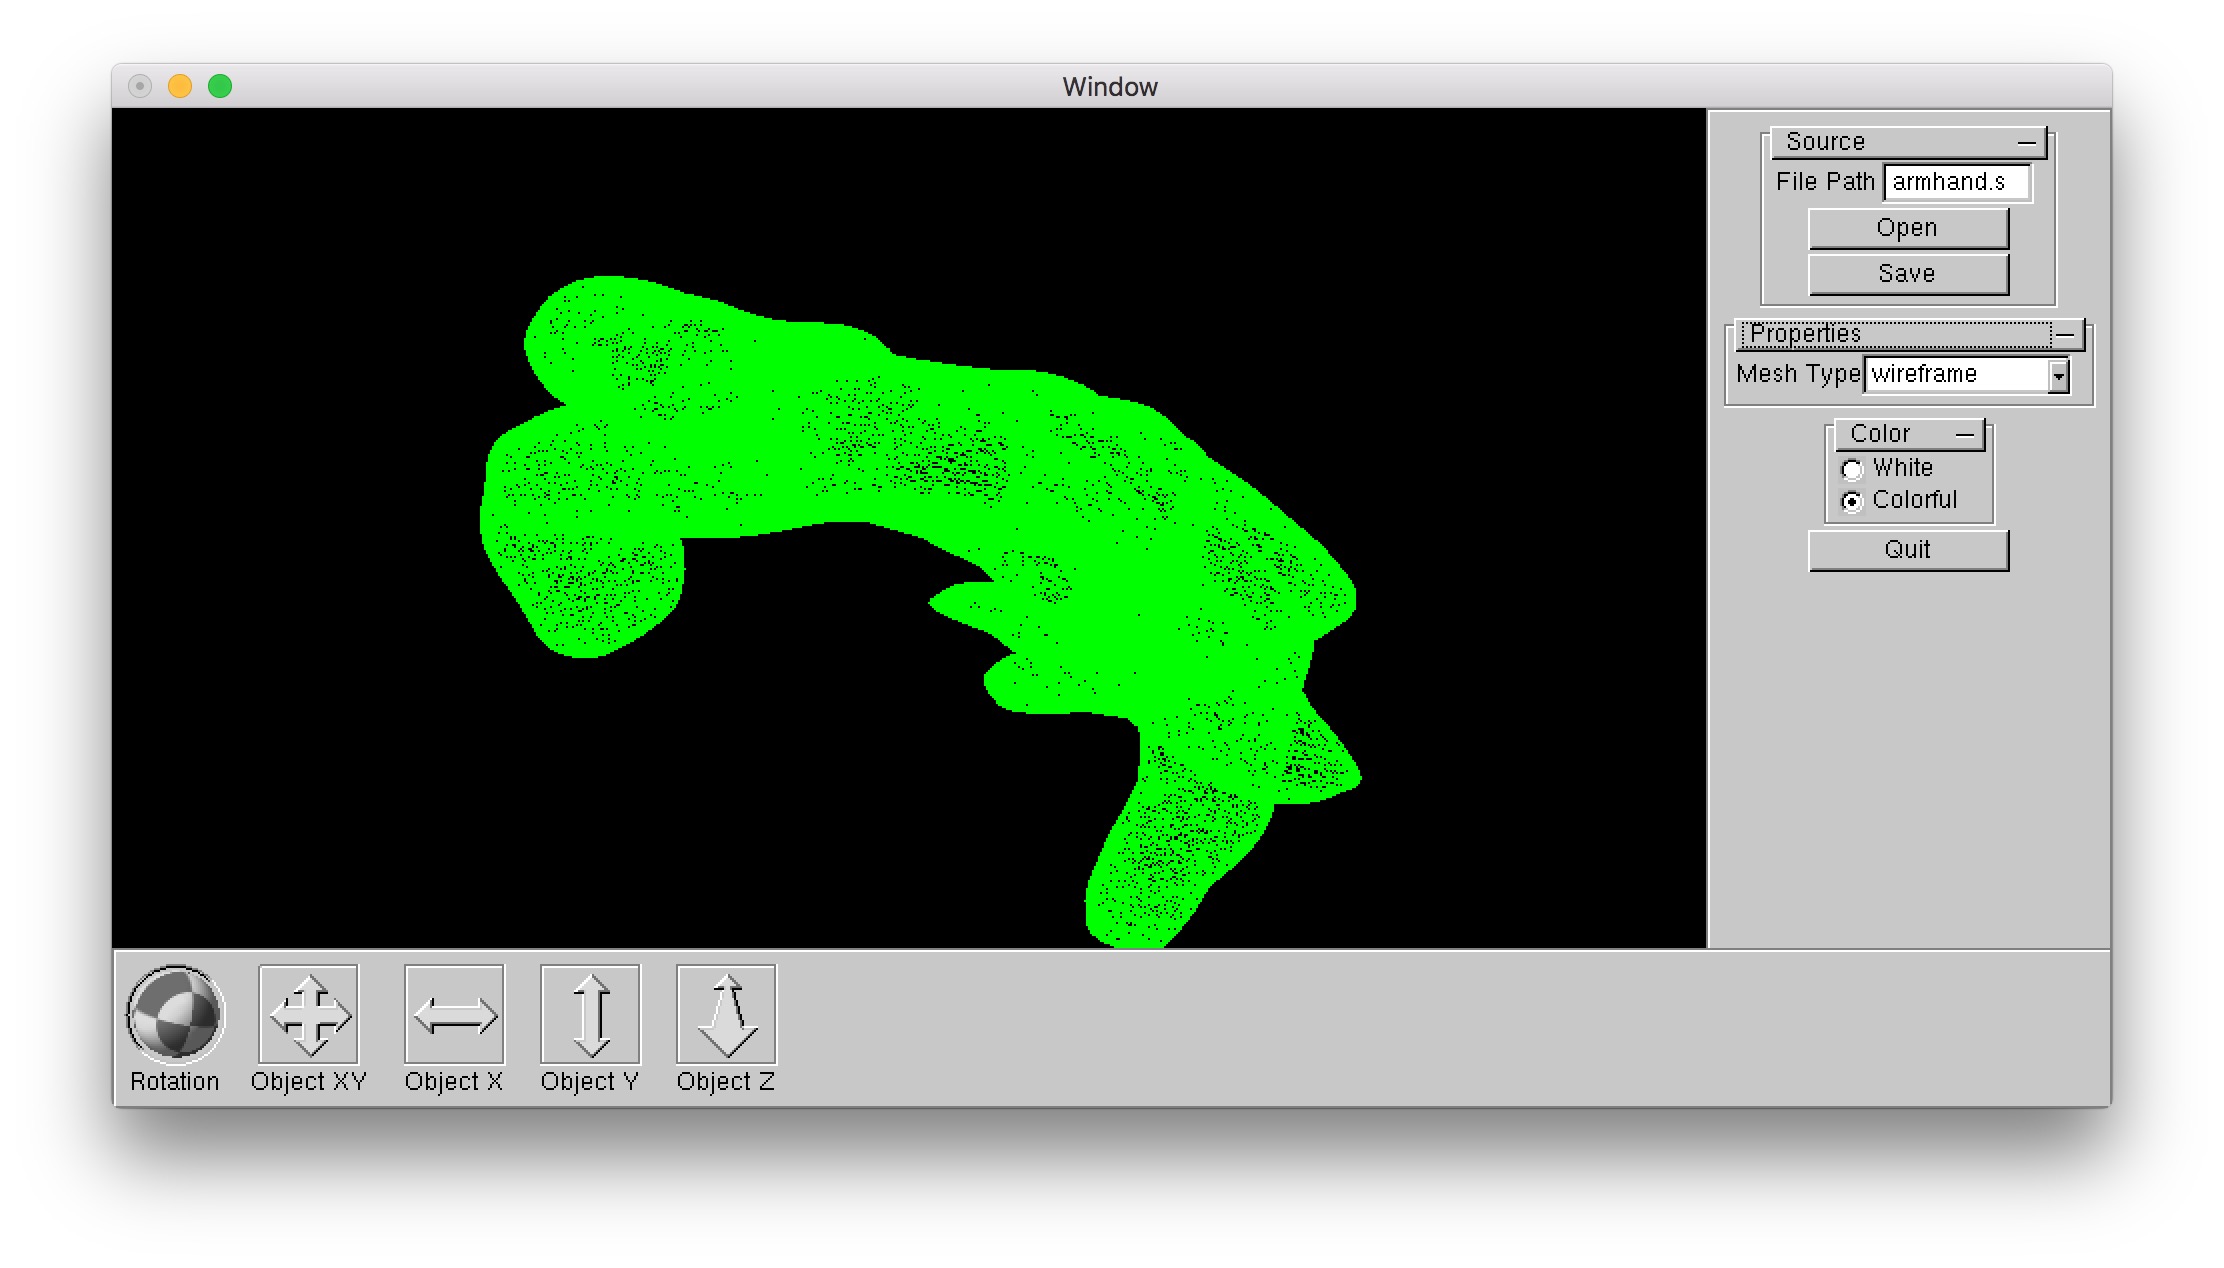 Window
Source
File Path armhand.s
Open
Save
Properties
Mesh Type wireframe
Color
White
Colorful
Quit
Rotation Object XY Object X Object Y Object Z